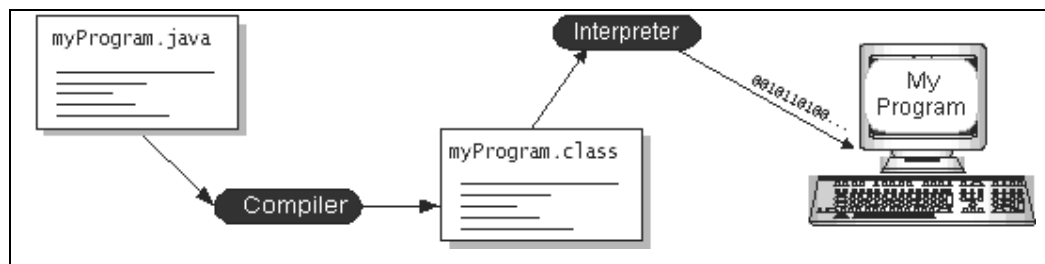 myProgram.java
Compiler
myProgram.class
Interpreter
0010110100...
My
Program